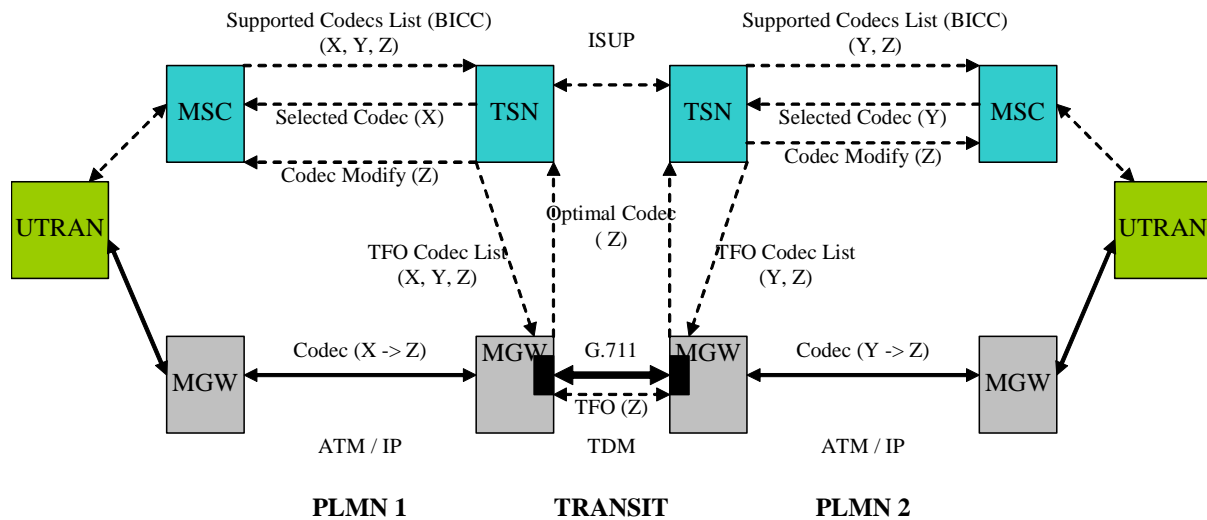 Supported Codecs List (BICC)
(X, Y, Z)
ISUP
Supported Codecs List (BICC)
(Y, Z)
MSC
TSN
TSN
MSC
Selected Codec (X)
Selected Codec (Y)
Codec Modify (Z)
Codec Modify (Z)
UTRAN
UTRAN
Optimal Codec
( Z)
TFO Codec List
(X, Y, Z)
TFO Codec List
(Y, Z)
MGW
Codec (X -> Z)
MGW
G.711
MGW
Codec (Y -> Z)
MGW
TFO (Z)
ATM / IP
TDM
ATM / IP
PLMN 1
TRANSIT
PLMN 2